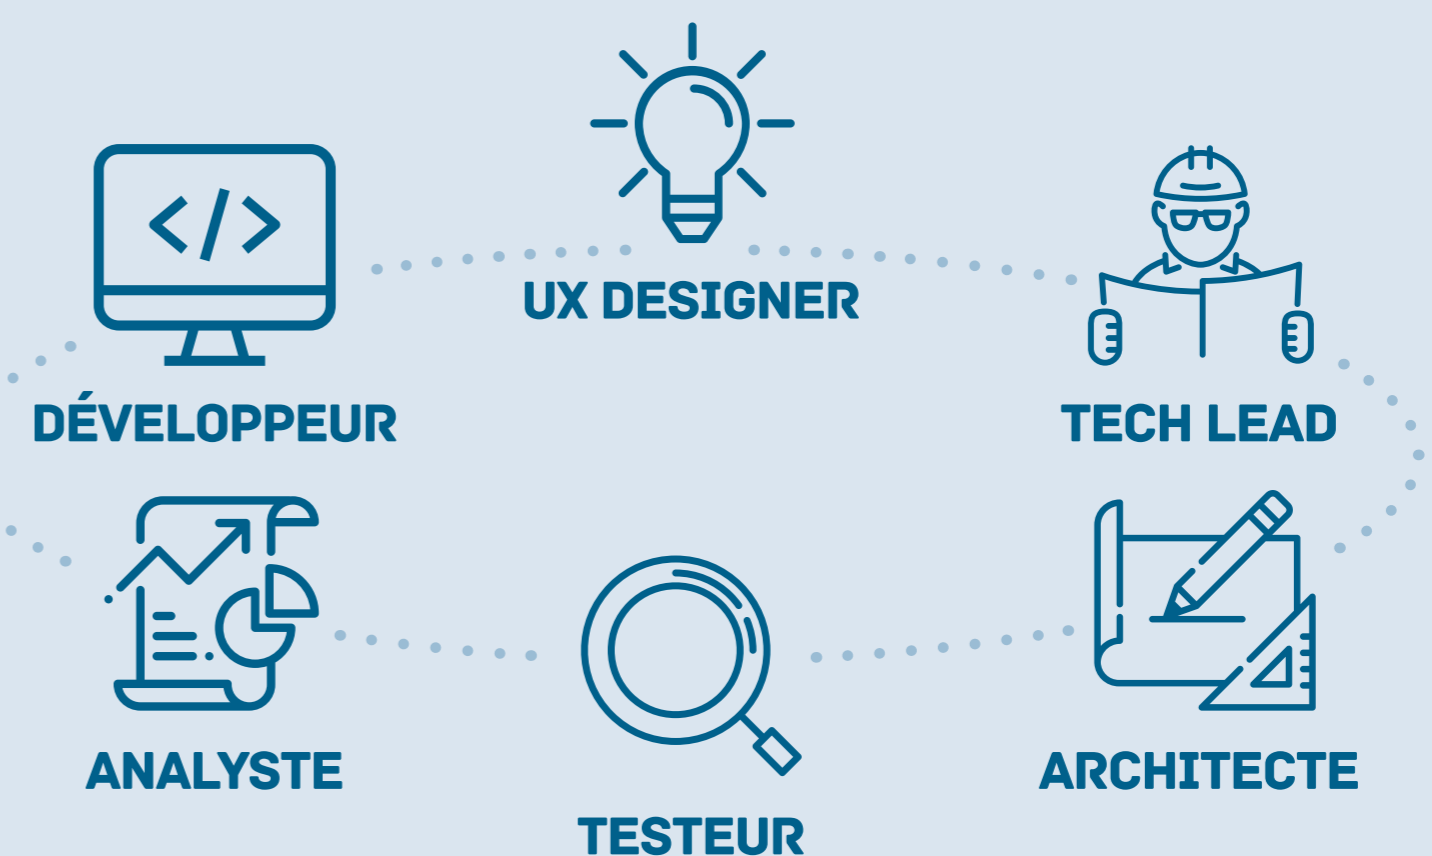 UX DESIGNER
DÉVELOPPEUR
TECH LEAD
ANALYSTE
ARCHITECTE
TESTEUR